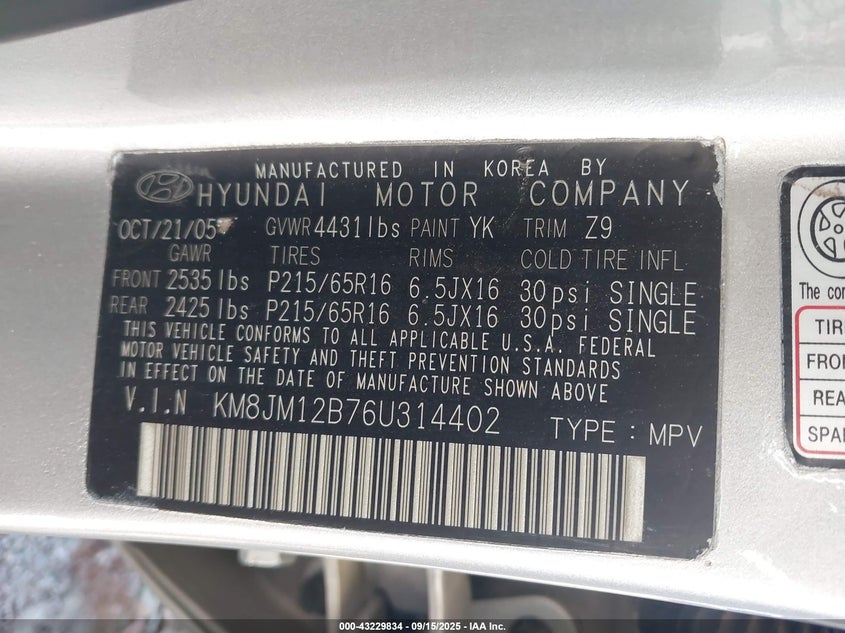 MANUFACTURED IN KOREA BY
HYUNDAI MOTOR COMPANY
OCT/21/05 GVWR 4431 lbs PAINT YK TRIM Z9
GAWR TIRES RIMS COLD TIRE INFL
FRONT 2535 lbs P215/65R16 6.5JX16 30psi SINGLE
REAR 2425 lbs P215/65R16 6.5JX16 30psi SINGLE
THIS VEHICLE CONFORMS TO ALL APPLICABLE U.S.A. FEDERAL
MOTOR VEHICLE SAFETY AND THEFT PREVENTION STANDARDS
IN EFFECT ON THE DATE OF MANUFACTURE SHOWN ABOVE
V.I.N KM8JM12B76U314402 TYPE : MPV
The
TIR
FRON
REA
SPAR
000-43229834 - 09/15/2025 - IAA Inc.